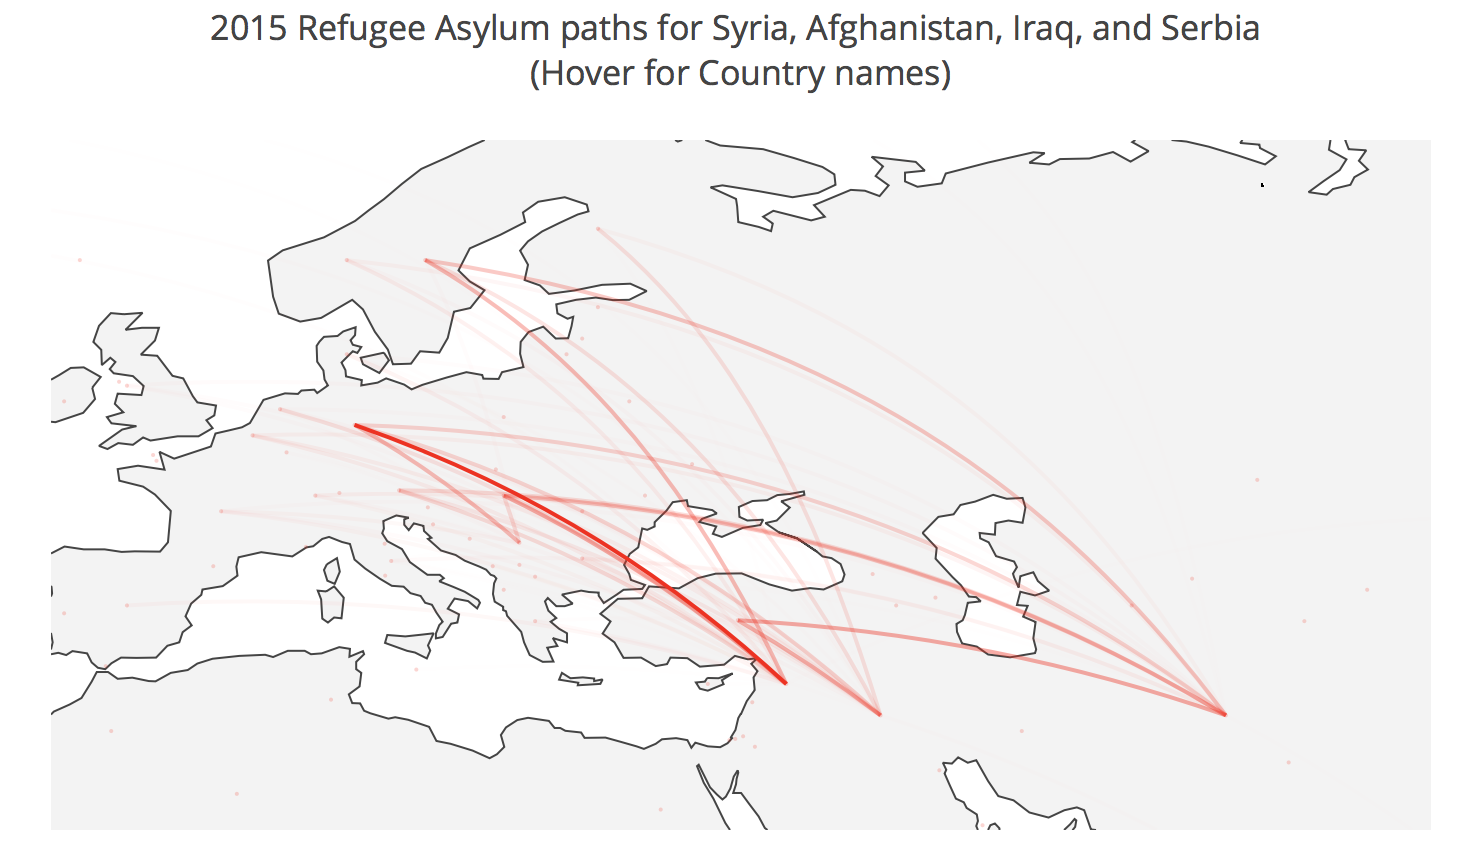 2015 Refugee Asylum paths for Syria, Afghanistan, Iraq, and Serbia
(Hover for Country names)